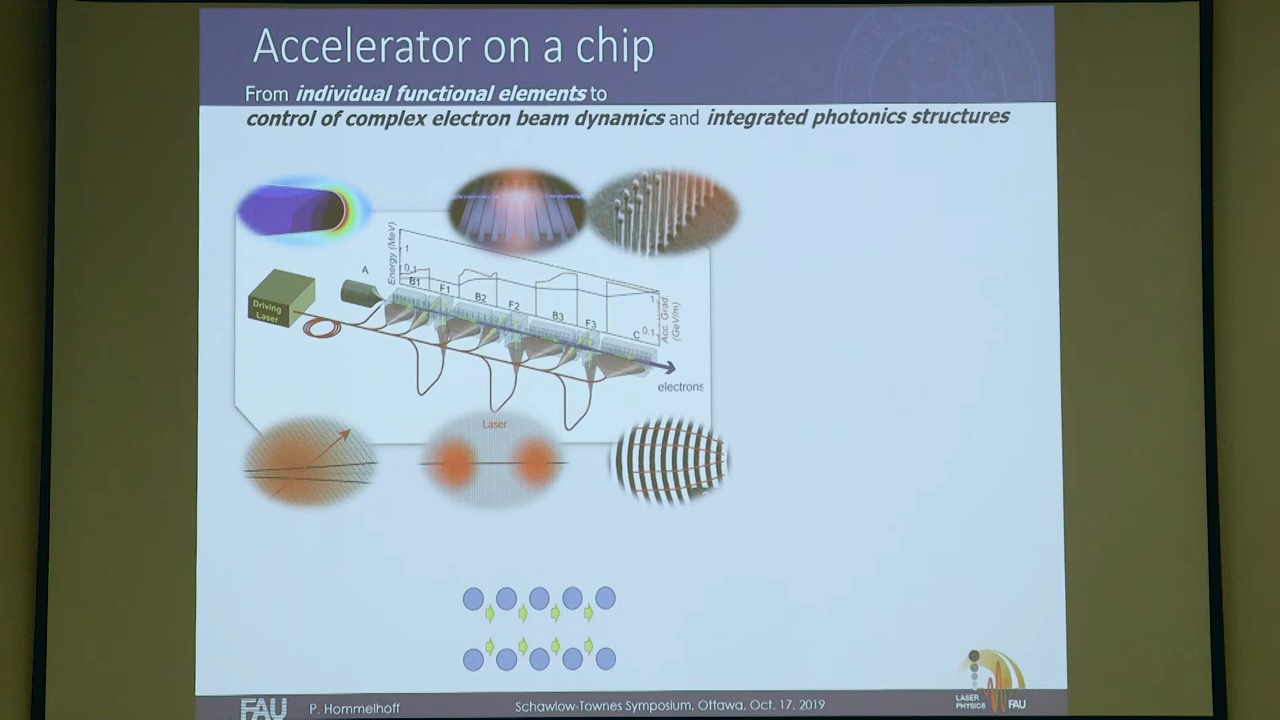 Accelerator on a chip
From individual functional elements to
control of complex electron beam dynamics and integrated photonics structures
Energy (MeV)
1
0.1
A
B1
F1
B2
F2
B3
F3
C
1
0.1
Acc. Grad.
(GeV/m)
Driving
Laser
electrons
Laser
FAU
P. Hommelhoff
Schawlow-Townes Symposium, Ottawa, Oct. 17, 2019
LASER
PHYSICS
FAU